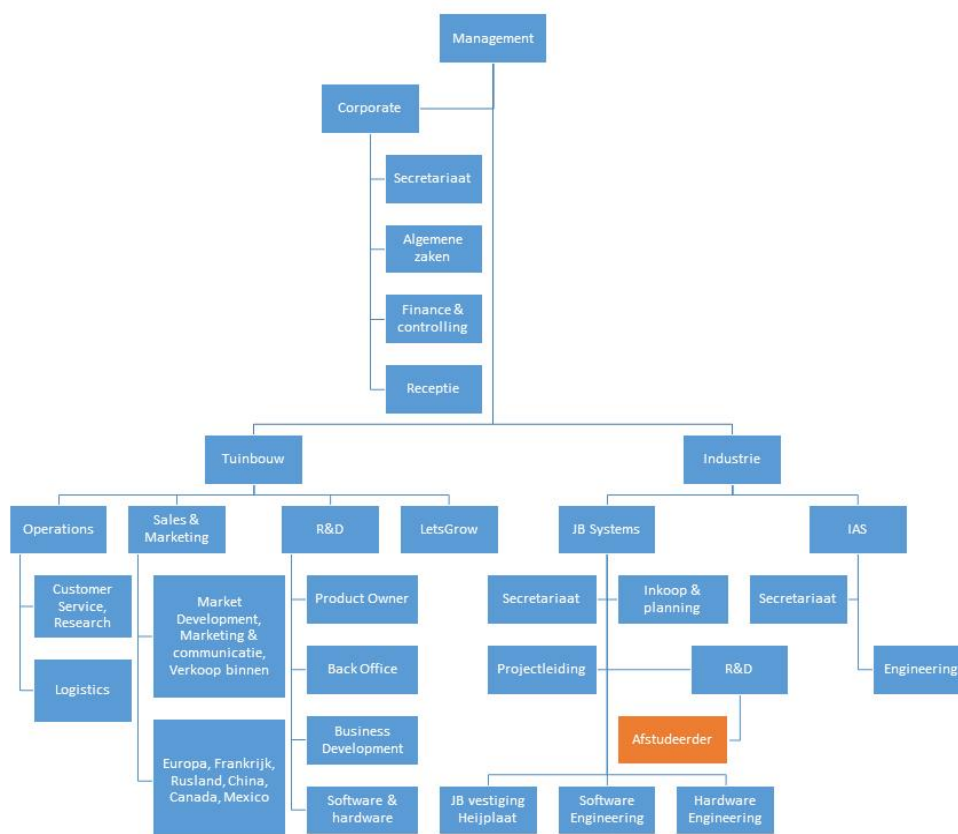 Management
Corporate
Secretariaat
Algemene
zaken
Finance &
controlling
Receptie
Tuinbouw
Industrie
Operations
Sales &
Marketing
R&D
LetsGrow
JB Systems
IAS
Customer
Service,
Research
Logistics
Market
Development,
Marketing &
communicatie,
Verkoop binnen
Europa, Frankrijk,
Rusland, China,
Canada, Mexico
Product Owner
Back Office
Business
Development
Software &
hardware
Secretariaat
Inkoop &
planning
Projectleiding
R&D
Afstudeerder
JB vestiging
Heijplaat
Software
Engineering
Hardware
Engineering
Secretariaat
Engineering